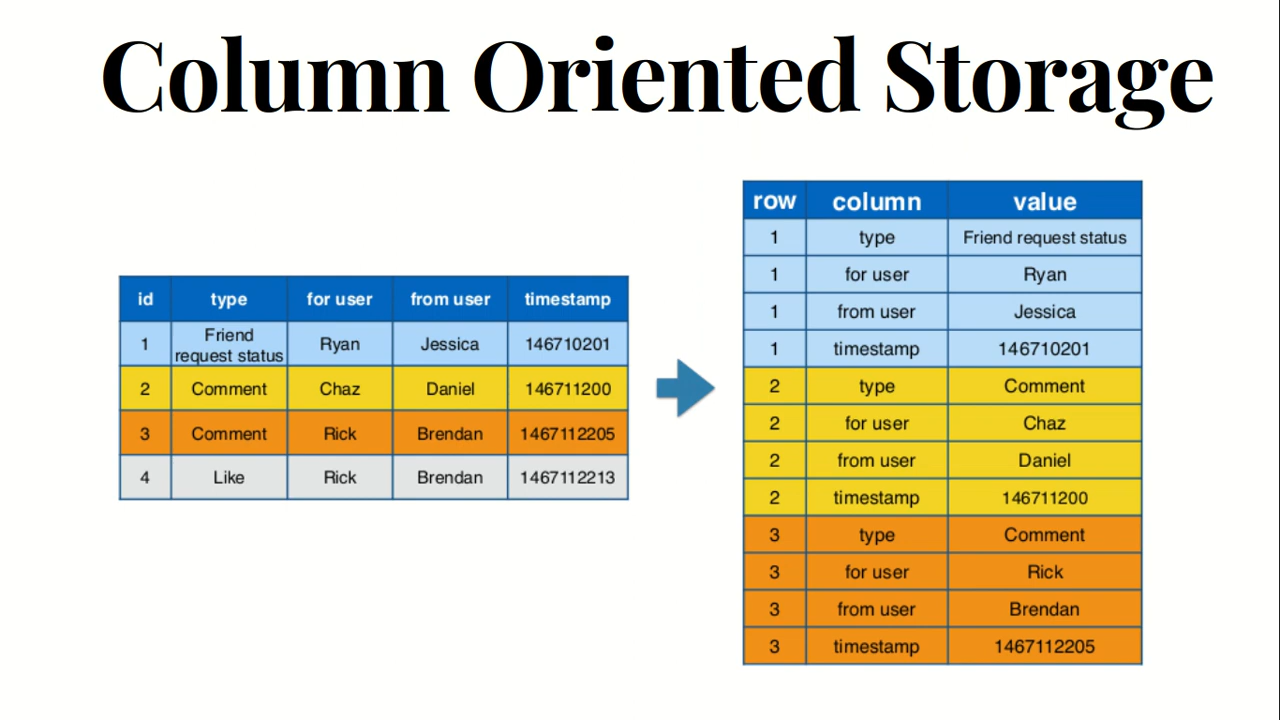 Column Oriented Storage
id type for user from user timestamp
1 Friend request status Ryan Jessica 146710201
2 Comment Chaz Daniel 146711200
3 Comment Rick Brendan 1467112205
4 Like Rick Brendan 1467112213
row column value
1 type Friend request status
1 for user Ryan
1 from user Jessica
1 timestamp 146710201
2 type Comment
2 for user Chaz
2 from user Daniel
2 timestamp 146711200
3 type Comment
3 for user Rick
3 from user Brendan
3 timestamp 1467112205